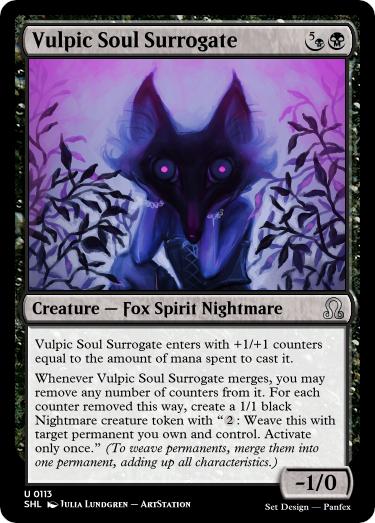 Vulpic Soul Surrogate 5
Creature — Fox Spirit Nightmare
Vulpic Soul Surrogate enters with +1/+1 counters
equal to the amount of mana spent to cast it.
Whenever Vulpic Soul Surrogate merges, you may
remove any number of counters from it. For each
counter removed this way, create a 1/1 black
Nightmare creature token with “2: Weave this with
target permanent you own and control. Activate
only once.” (To weave permanents, merge them into
one permanent, adding up all characteristics.)
-1/0
U 0113
SHL Julia Lundgren — ArtStation
Set Design — Panfex